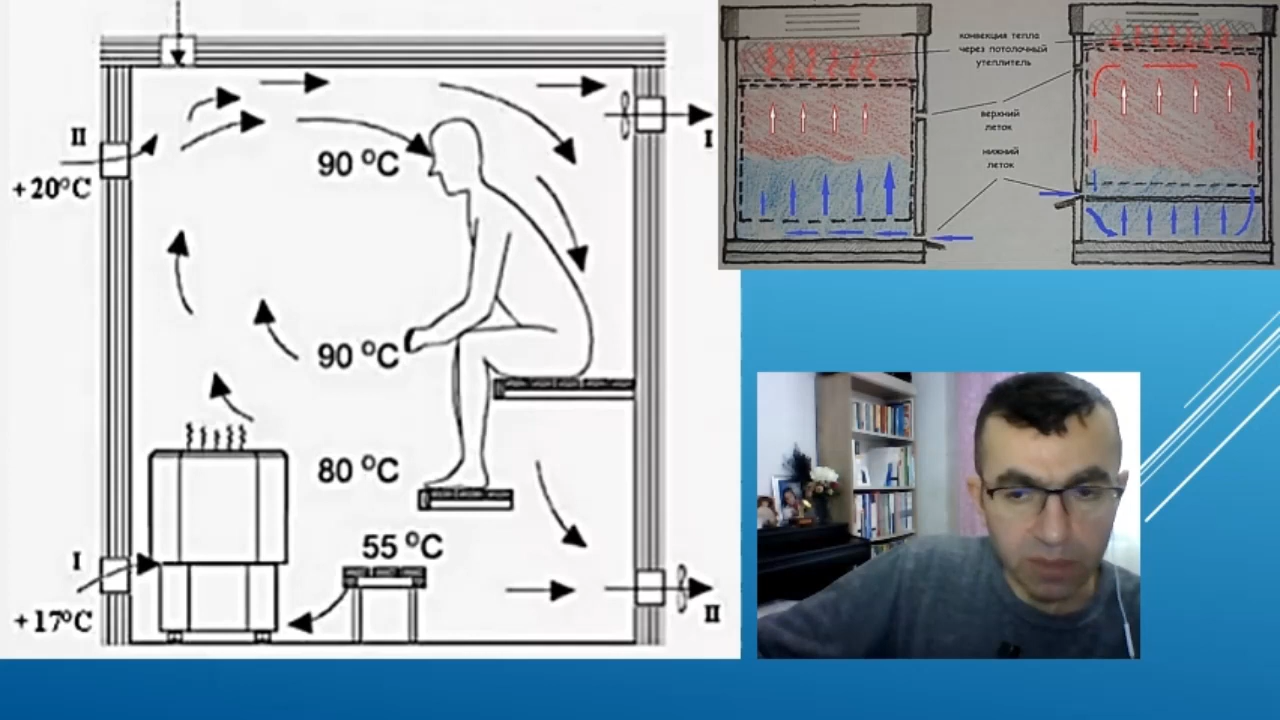 II
+20°C
90 °C
90 °C
80 °C
55 °C
I
+17°C
I
II
конвекция тепла
через потолочный
утеплитель
верхний
леток
нижний
леток